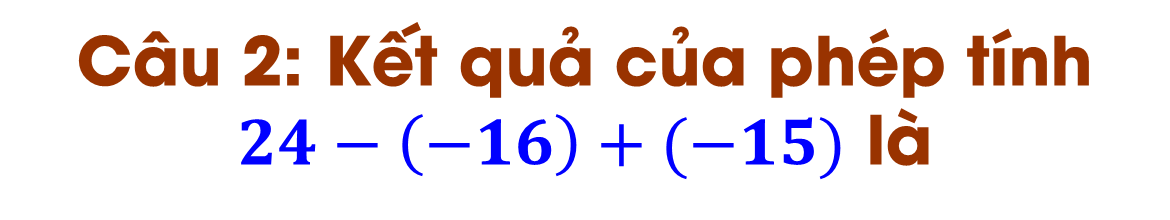 Câu 2: Kết quả của phép tính
24 − (−16) + (−15) là